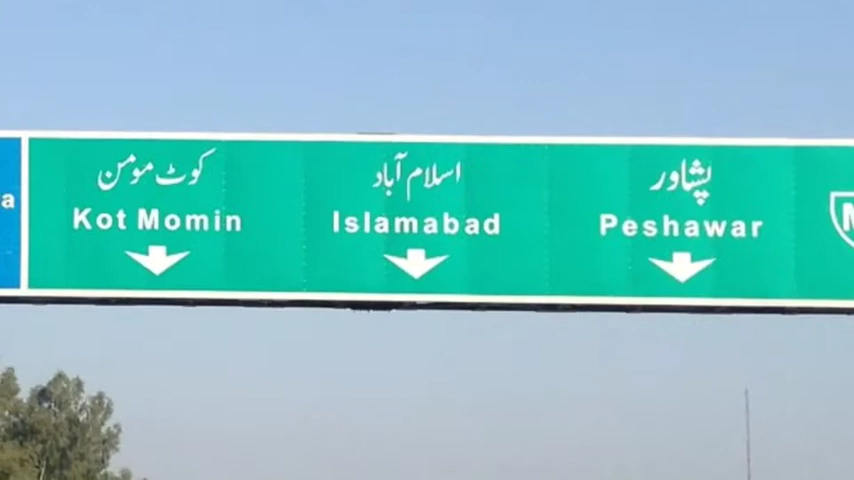 کوٹ مومن
Kot Momin
اسلام آباد
Islamabad
پشاور
Peshawar